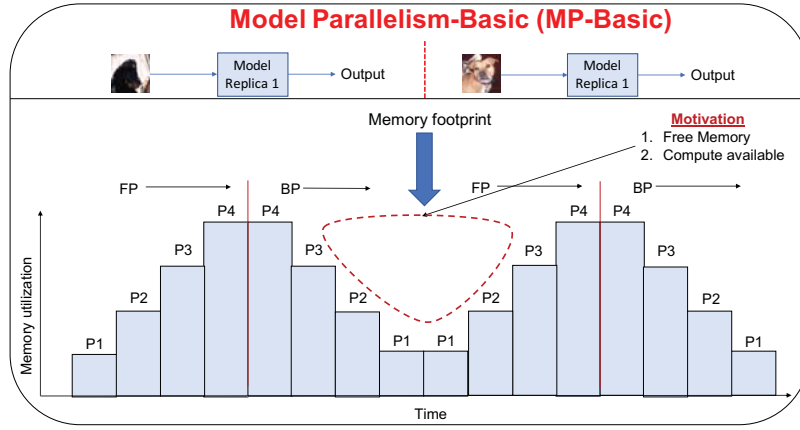 Model Parallelism-Basic (MP-Basic)
Model
Replica 1
Output
Model
Replica 1
Output
Memory footprint
Motivation
1. Free Memory
2. Compute available
FP
BP
FP
BP
P4 P4
P4 P4
P3
P3
P3
P3
P2
P2
P2
P2
P1
P1 P1
P1
Memory utilization
Time